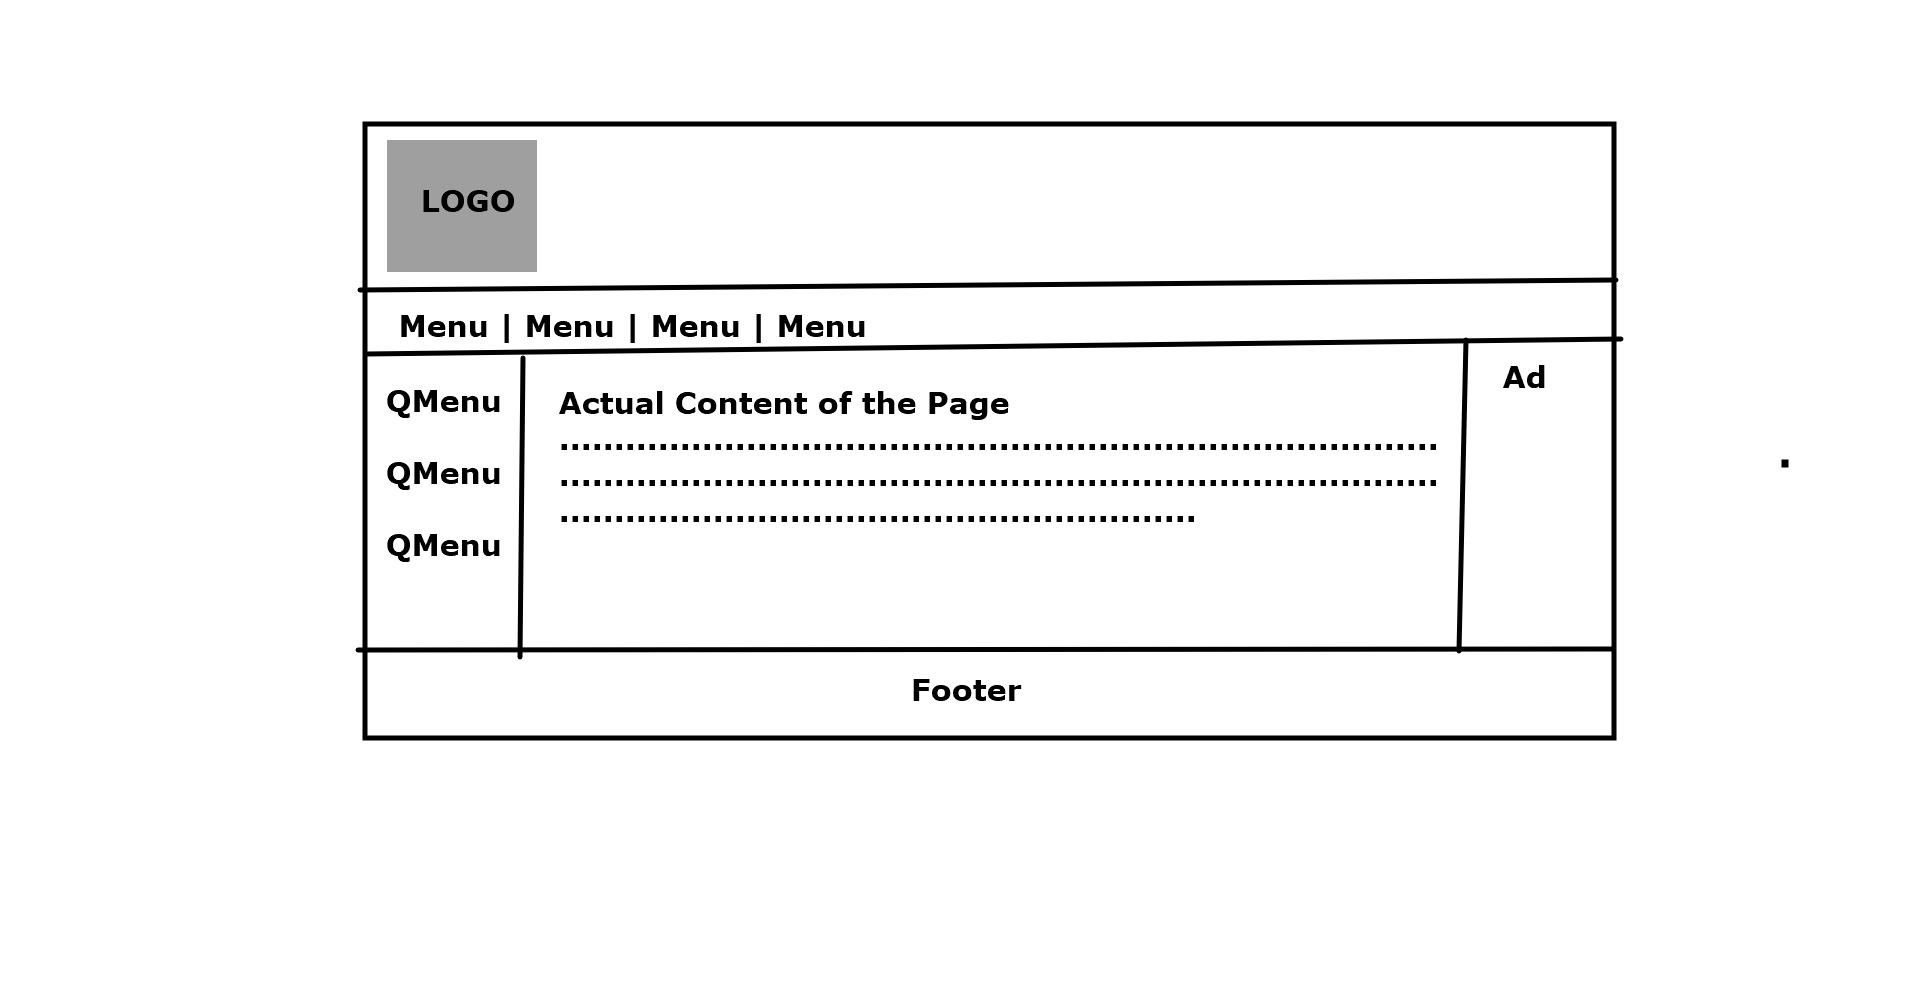 LOGO
Menu | Menu | Menu | Menu
QMenu
QMenu
QMenu
Actual Content of the Page
................................................................................
................................................................................
..........................................................
Ad
.
Footer